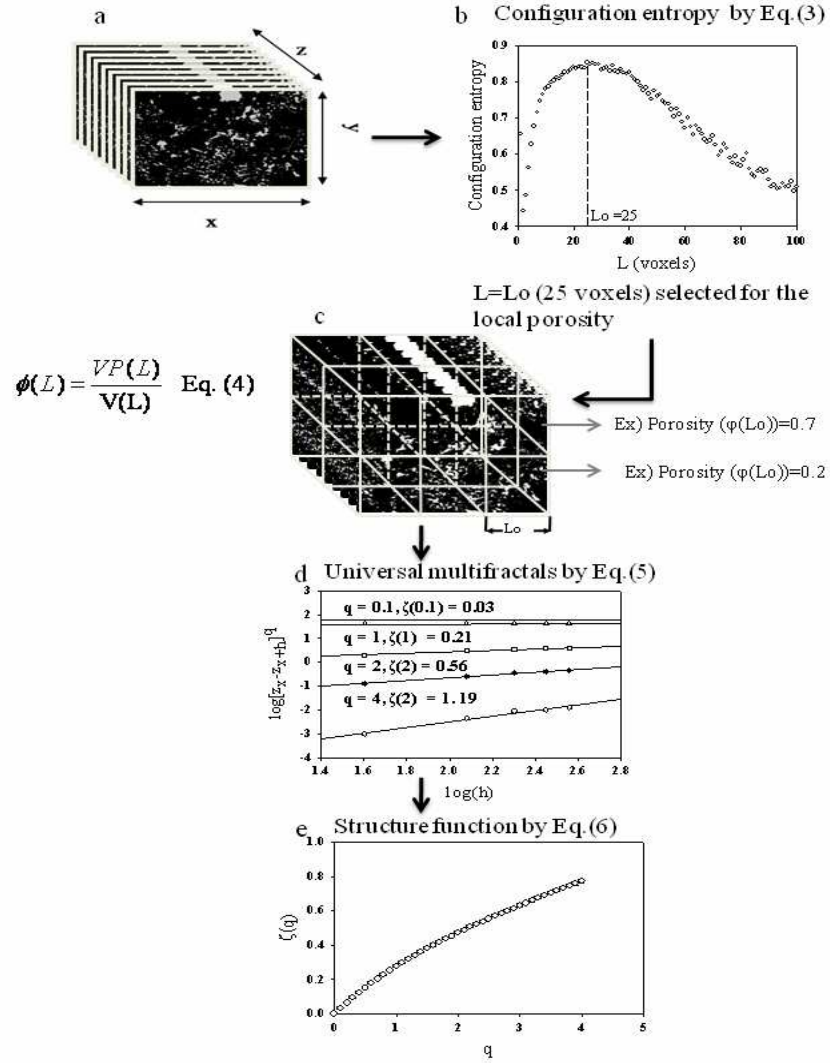 a
z
y
x
b Configuration entropy by Eq.(3)
Configuration entropy
0.9
0.8
0.7
0.6
0.5
0.4
Lo =25
0 20 40 60 80 100
L (voxels)
L=Lo (25 voxels) selected for the
local porosity
c
ϕ(L) = VP(L) / V(L) Eq. (4)
Ex) Porosity (φ(Lo))=0.7
Ex) Porosity (φ(Lo))=0.2
Lo
d Universal multifractals by Eq.(5)
log[zx-zx+h]^q
3
2
1
0
-1
-2
-3
-4
q = 0.1, ζ(0.1) = 0.03
q = 1, ζ(1) = 0.21
q = 2, ζ(2) = 0.56
q = 4, ζ(2) = 1.19
1.4 1.6 1.8 2.0 2.2 2.4 2.6 2.8
log(h)
e Structure function by Eq.(6)
ζ(q)
1.0
0.8
0.6
0.4
0.2
0.0
0 1 2 3 4 5
q